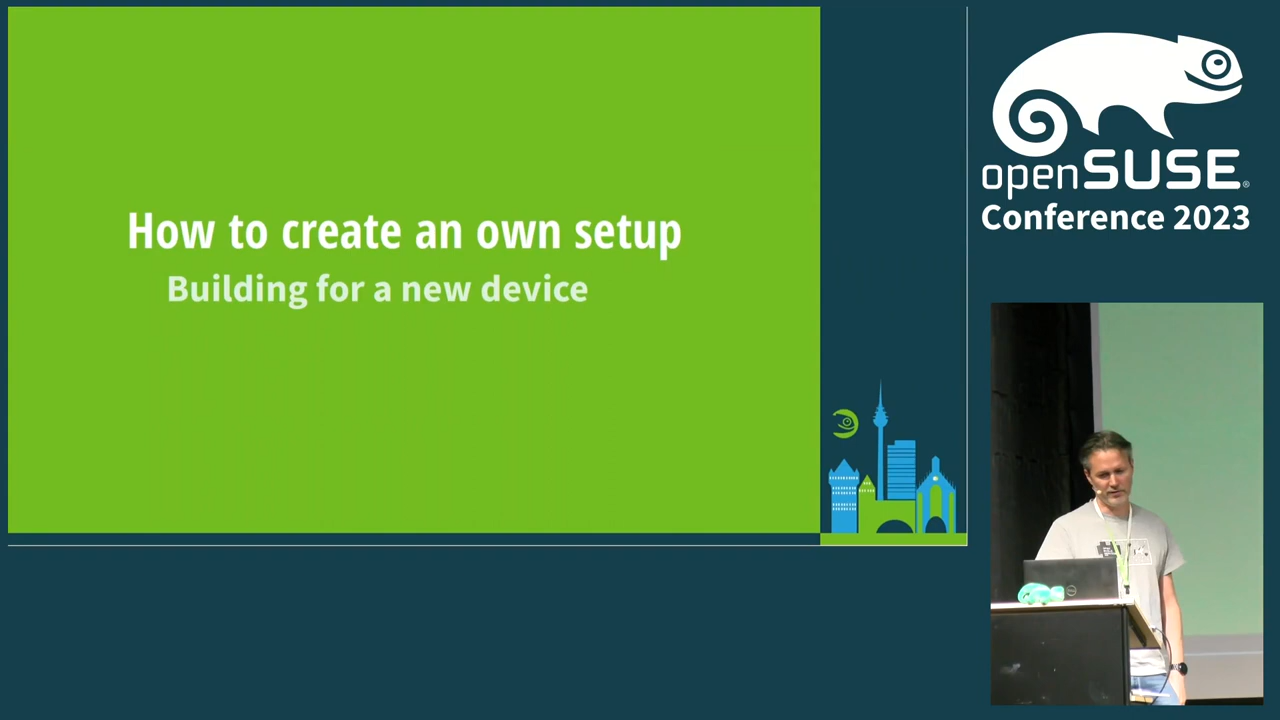 How to create an own setup
Building for a new device
openSUSE®
Conference 2023